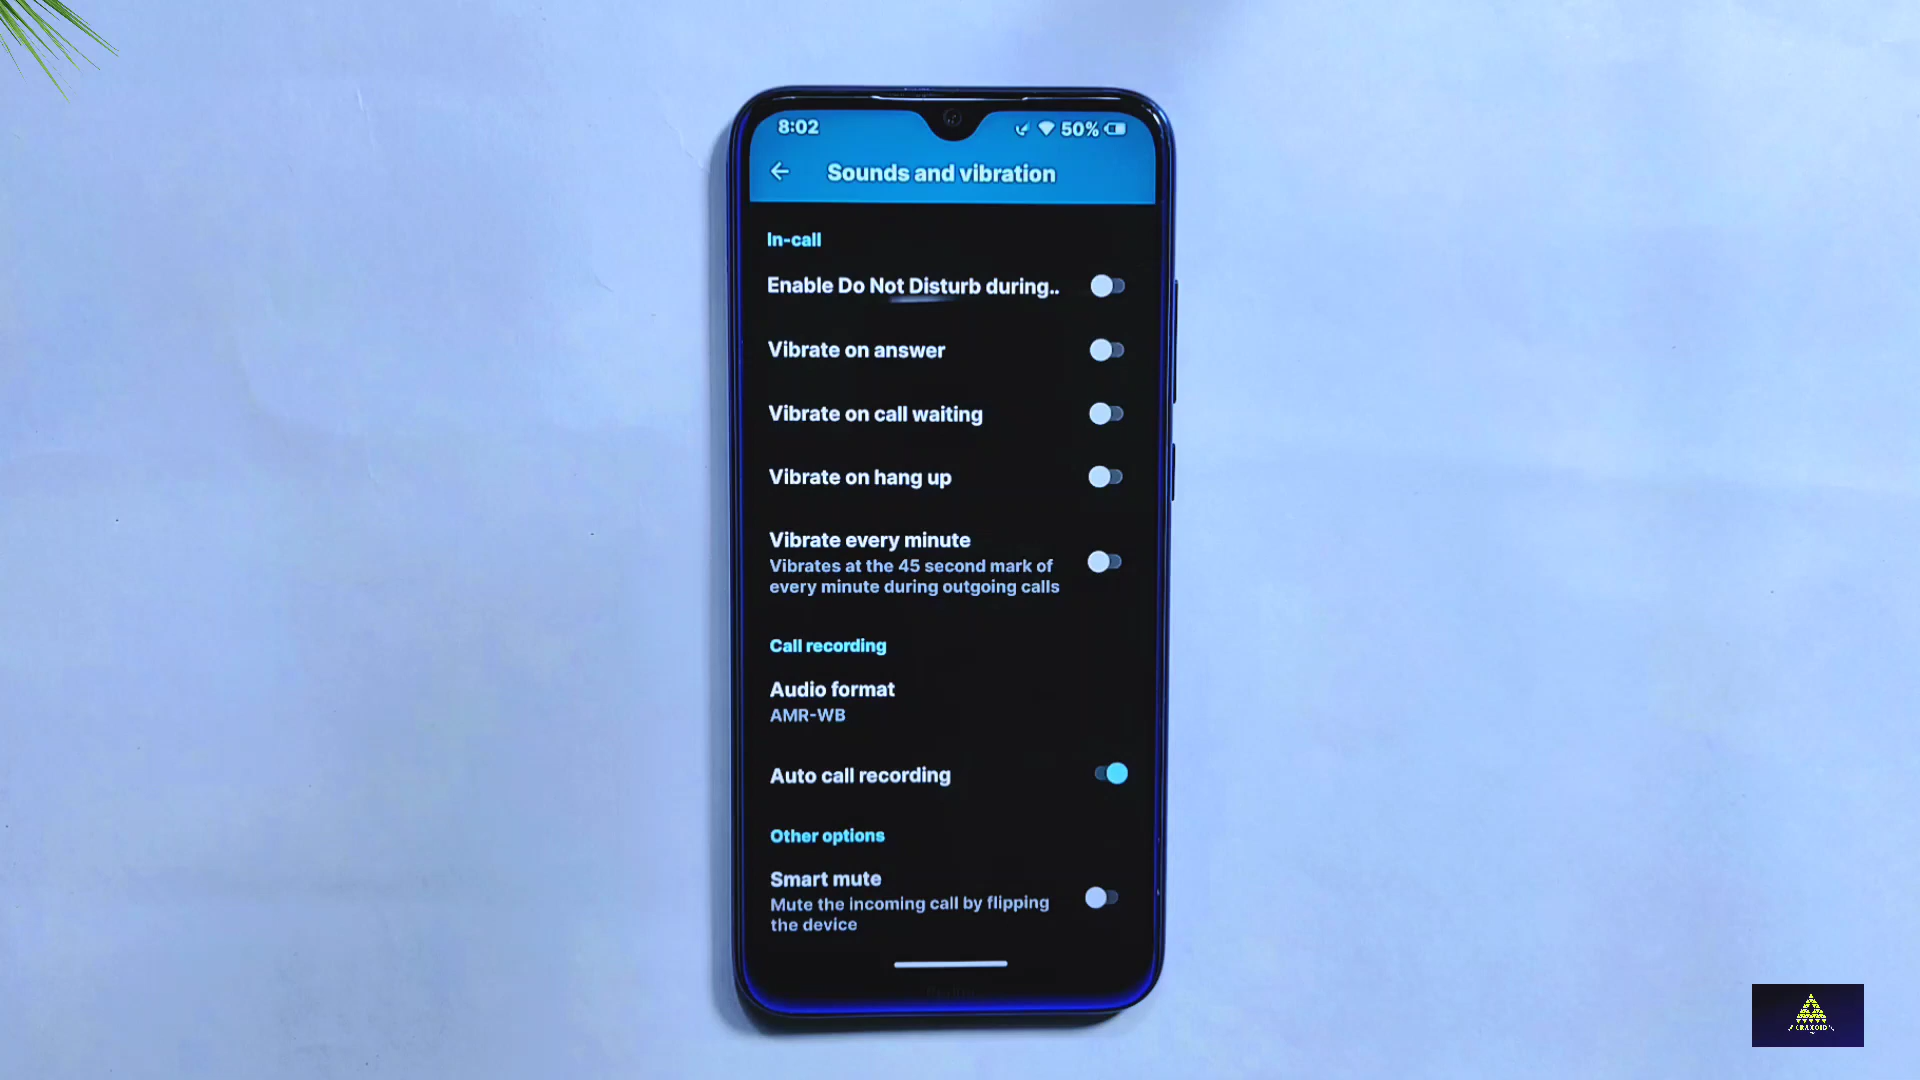 8:02
50%
Sounds and vibration
In-call
Enable Do Not Disturb during..
Vibrate on answer
Vibrate on call waiting
Vibrate on hang up
Vibrate every minute
Vibrates at the 45 second mark of
every minute during outgoing calls
Call recording
Audio format
AMR-WB
Auto call recording
Other options
Smart mute
Mute the incoming call by flipping
the device
CRAXOID